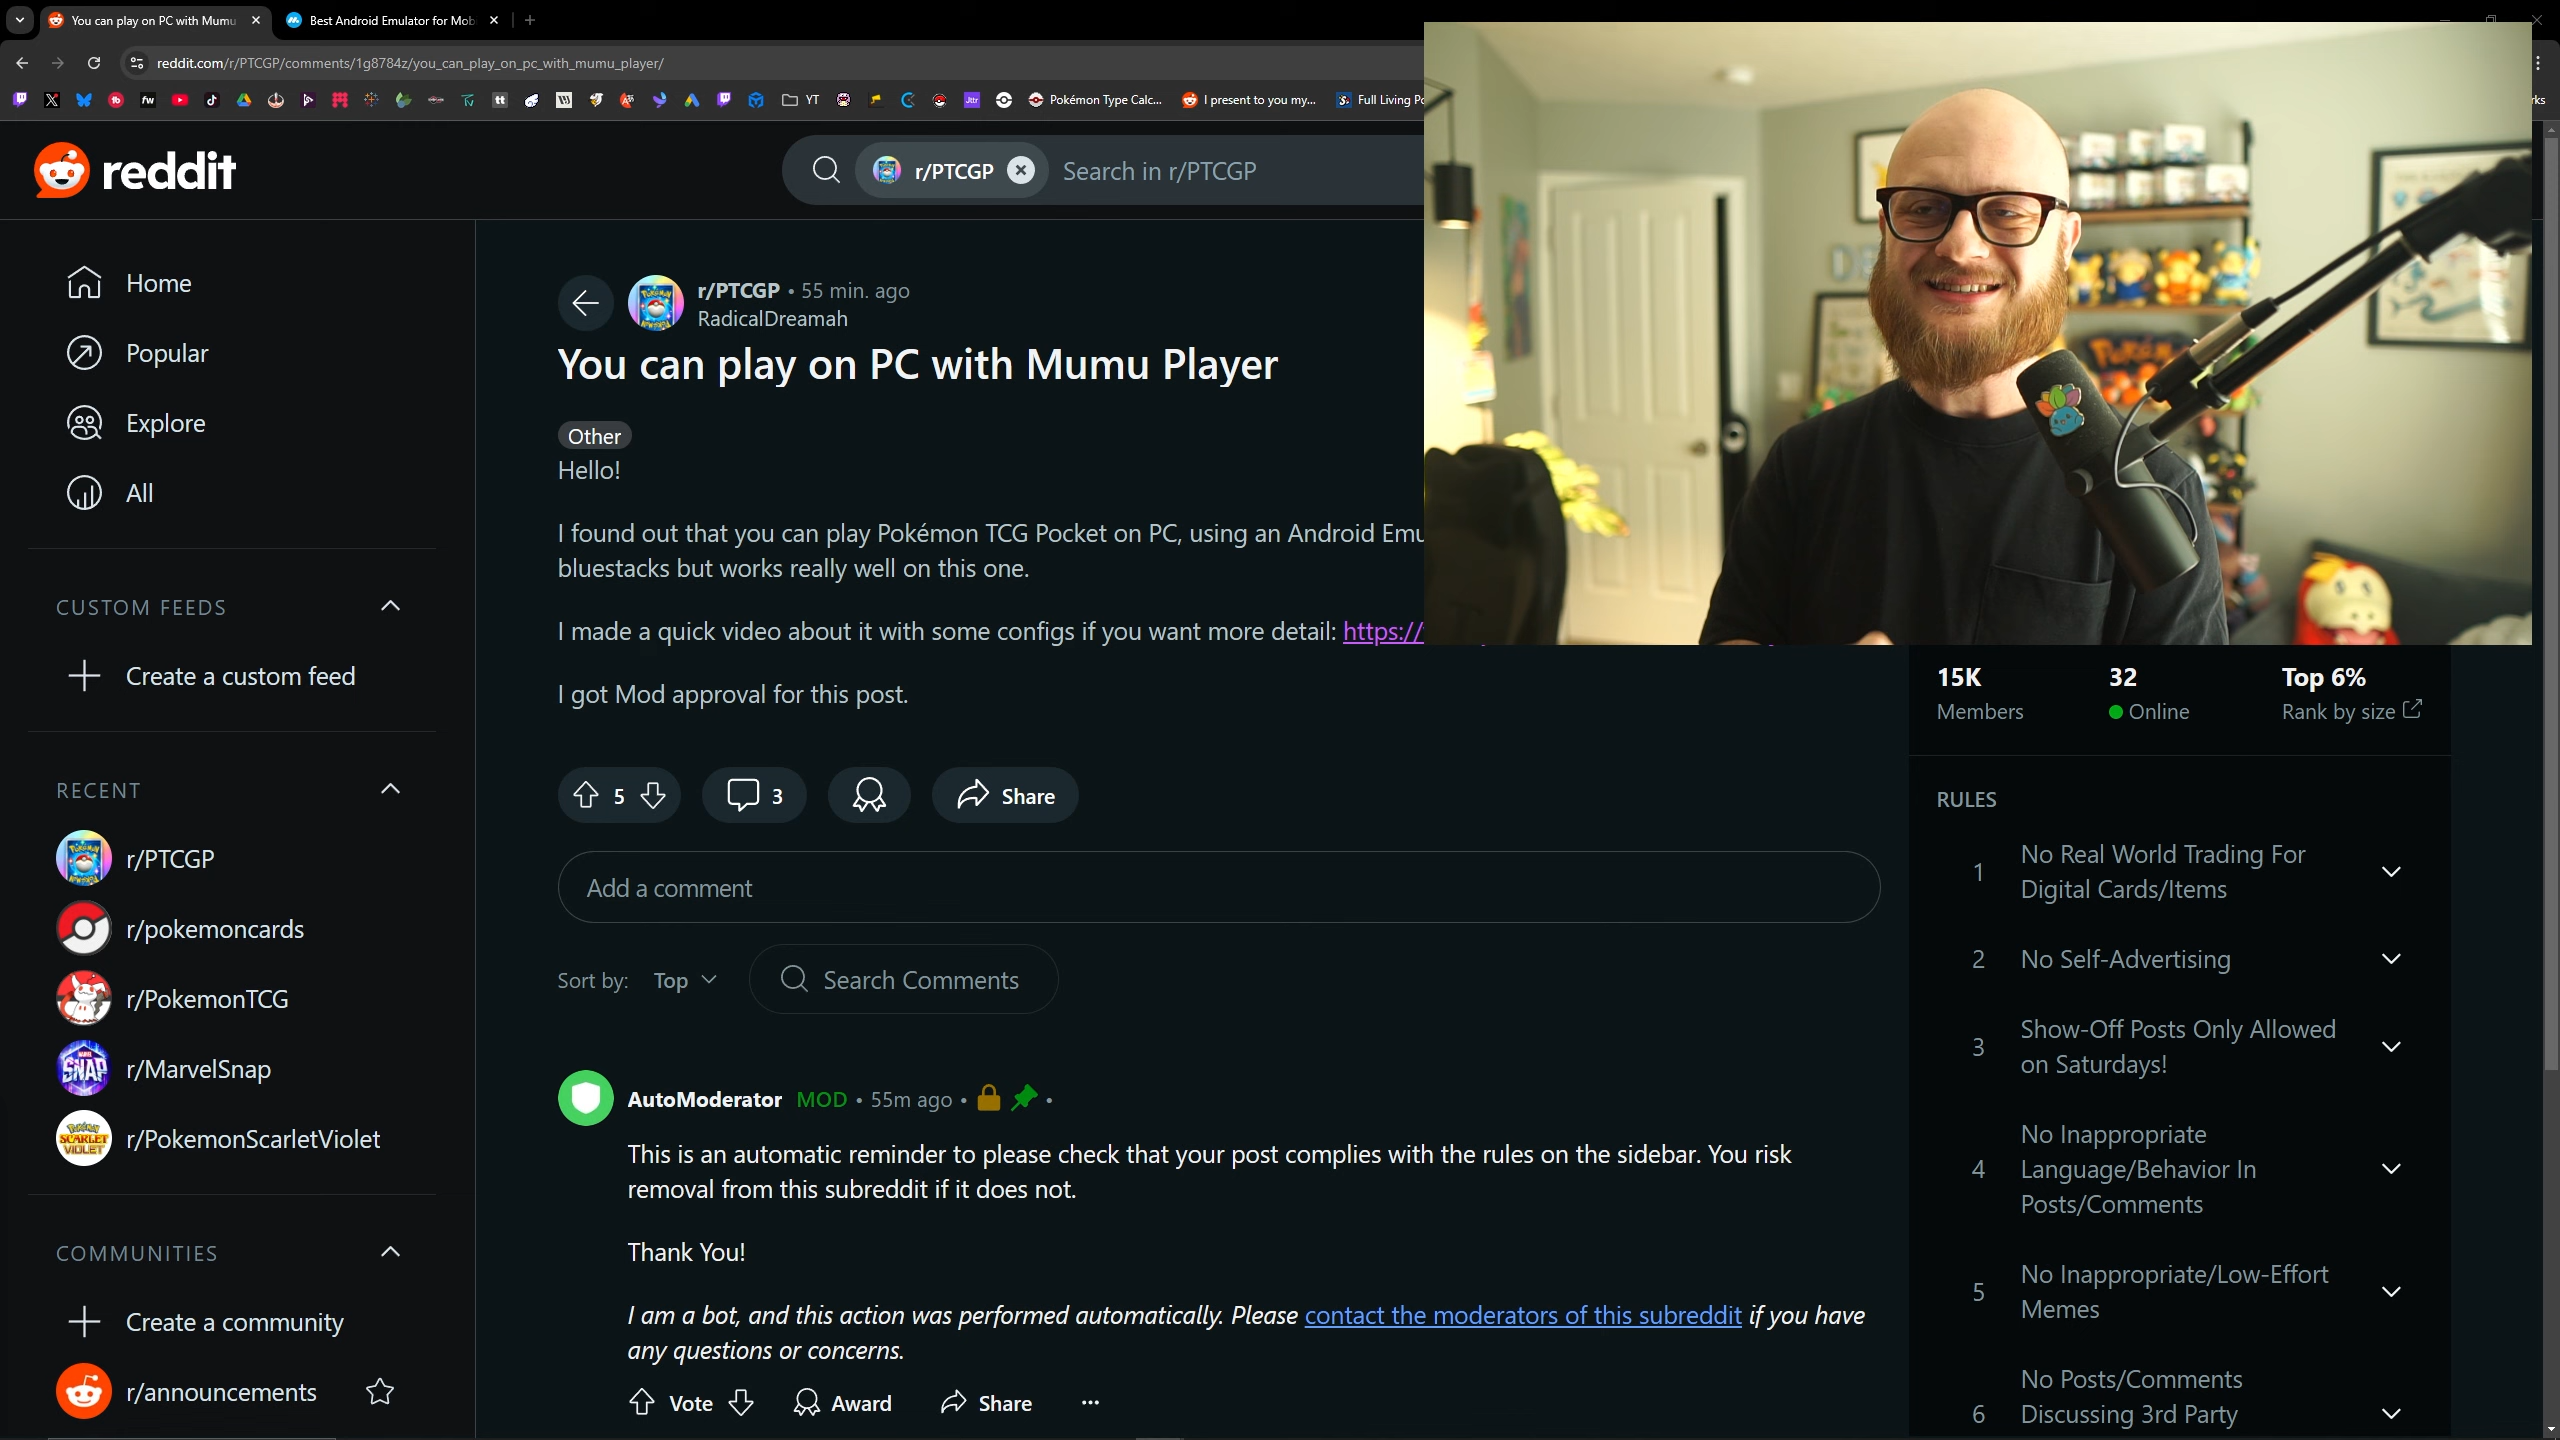 You can play on PC with Mumu
Best Android Emulator for Mob
reddit.com/r/PTCGP/comments/1g8784z/you_can_play_on_pc_with_mumu_player/
YT
Pokémon Type Calc...
I present to you my...
Full Living Po
rks
reddit
r/PTCGP
Search in r/PTCGP
Home
Popular
Explore
All
CUSTOM FEEDS
Create a custom feed
RECENT
r/PTCGP
r/pokemoncards
r/PokemonTCG
r/MarvelSnap
r/PokemonScarletViolet
COMMUNITIES
Create a community
r/announcements
r/PTCGP • 55 min. ago
RadicalDreamah
You can play on PC with Mumu Player
Other
Hello!
I found out that you can play Pokémon TCG Pocket on PC, using an Android Emu
bluestacks but works really well on this one.
I made a quick video about it with some configs if you want more detail: https://
I got Mod approval for this post.
5
3
Share
Add a comment
Sort by: Top
Search Comments
AutoModerator MOD • 55m ago •
This is an automatic reminder to please check that your post complies with the rules on the sidebar. You risk
removal from this subreddit if it does not.
Thank You!
I am a bot, and this action was performed automatically. Please contact the moderators of this subreddit if you have
any questions or concerns.
Vote
Award
Share
15K
Members
32
Online
Top 6%
Rank by size
RULES
1 No Real World Trading For
Digital Cards/Items
2 No Self-Advertising
3 Show-Off Posts Only Allowed
on Saturdays!
4 No Inappropriate
Language/Behavior In
Posts/Comments
5 No Inappropriate/Low-Effort
Memes
6 No Posts/Comments
Discussing 3rd Party